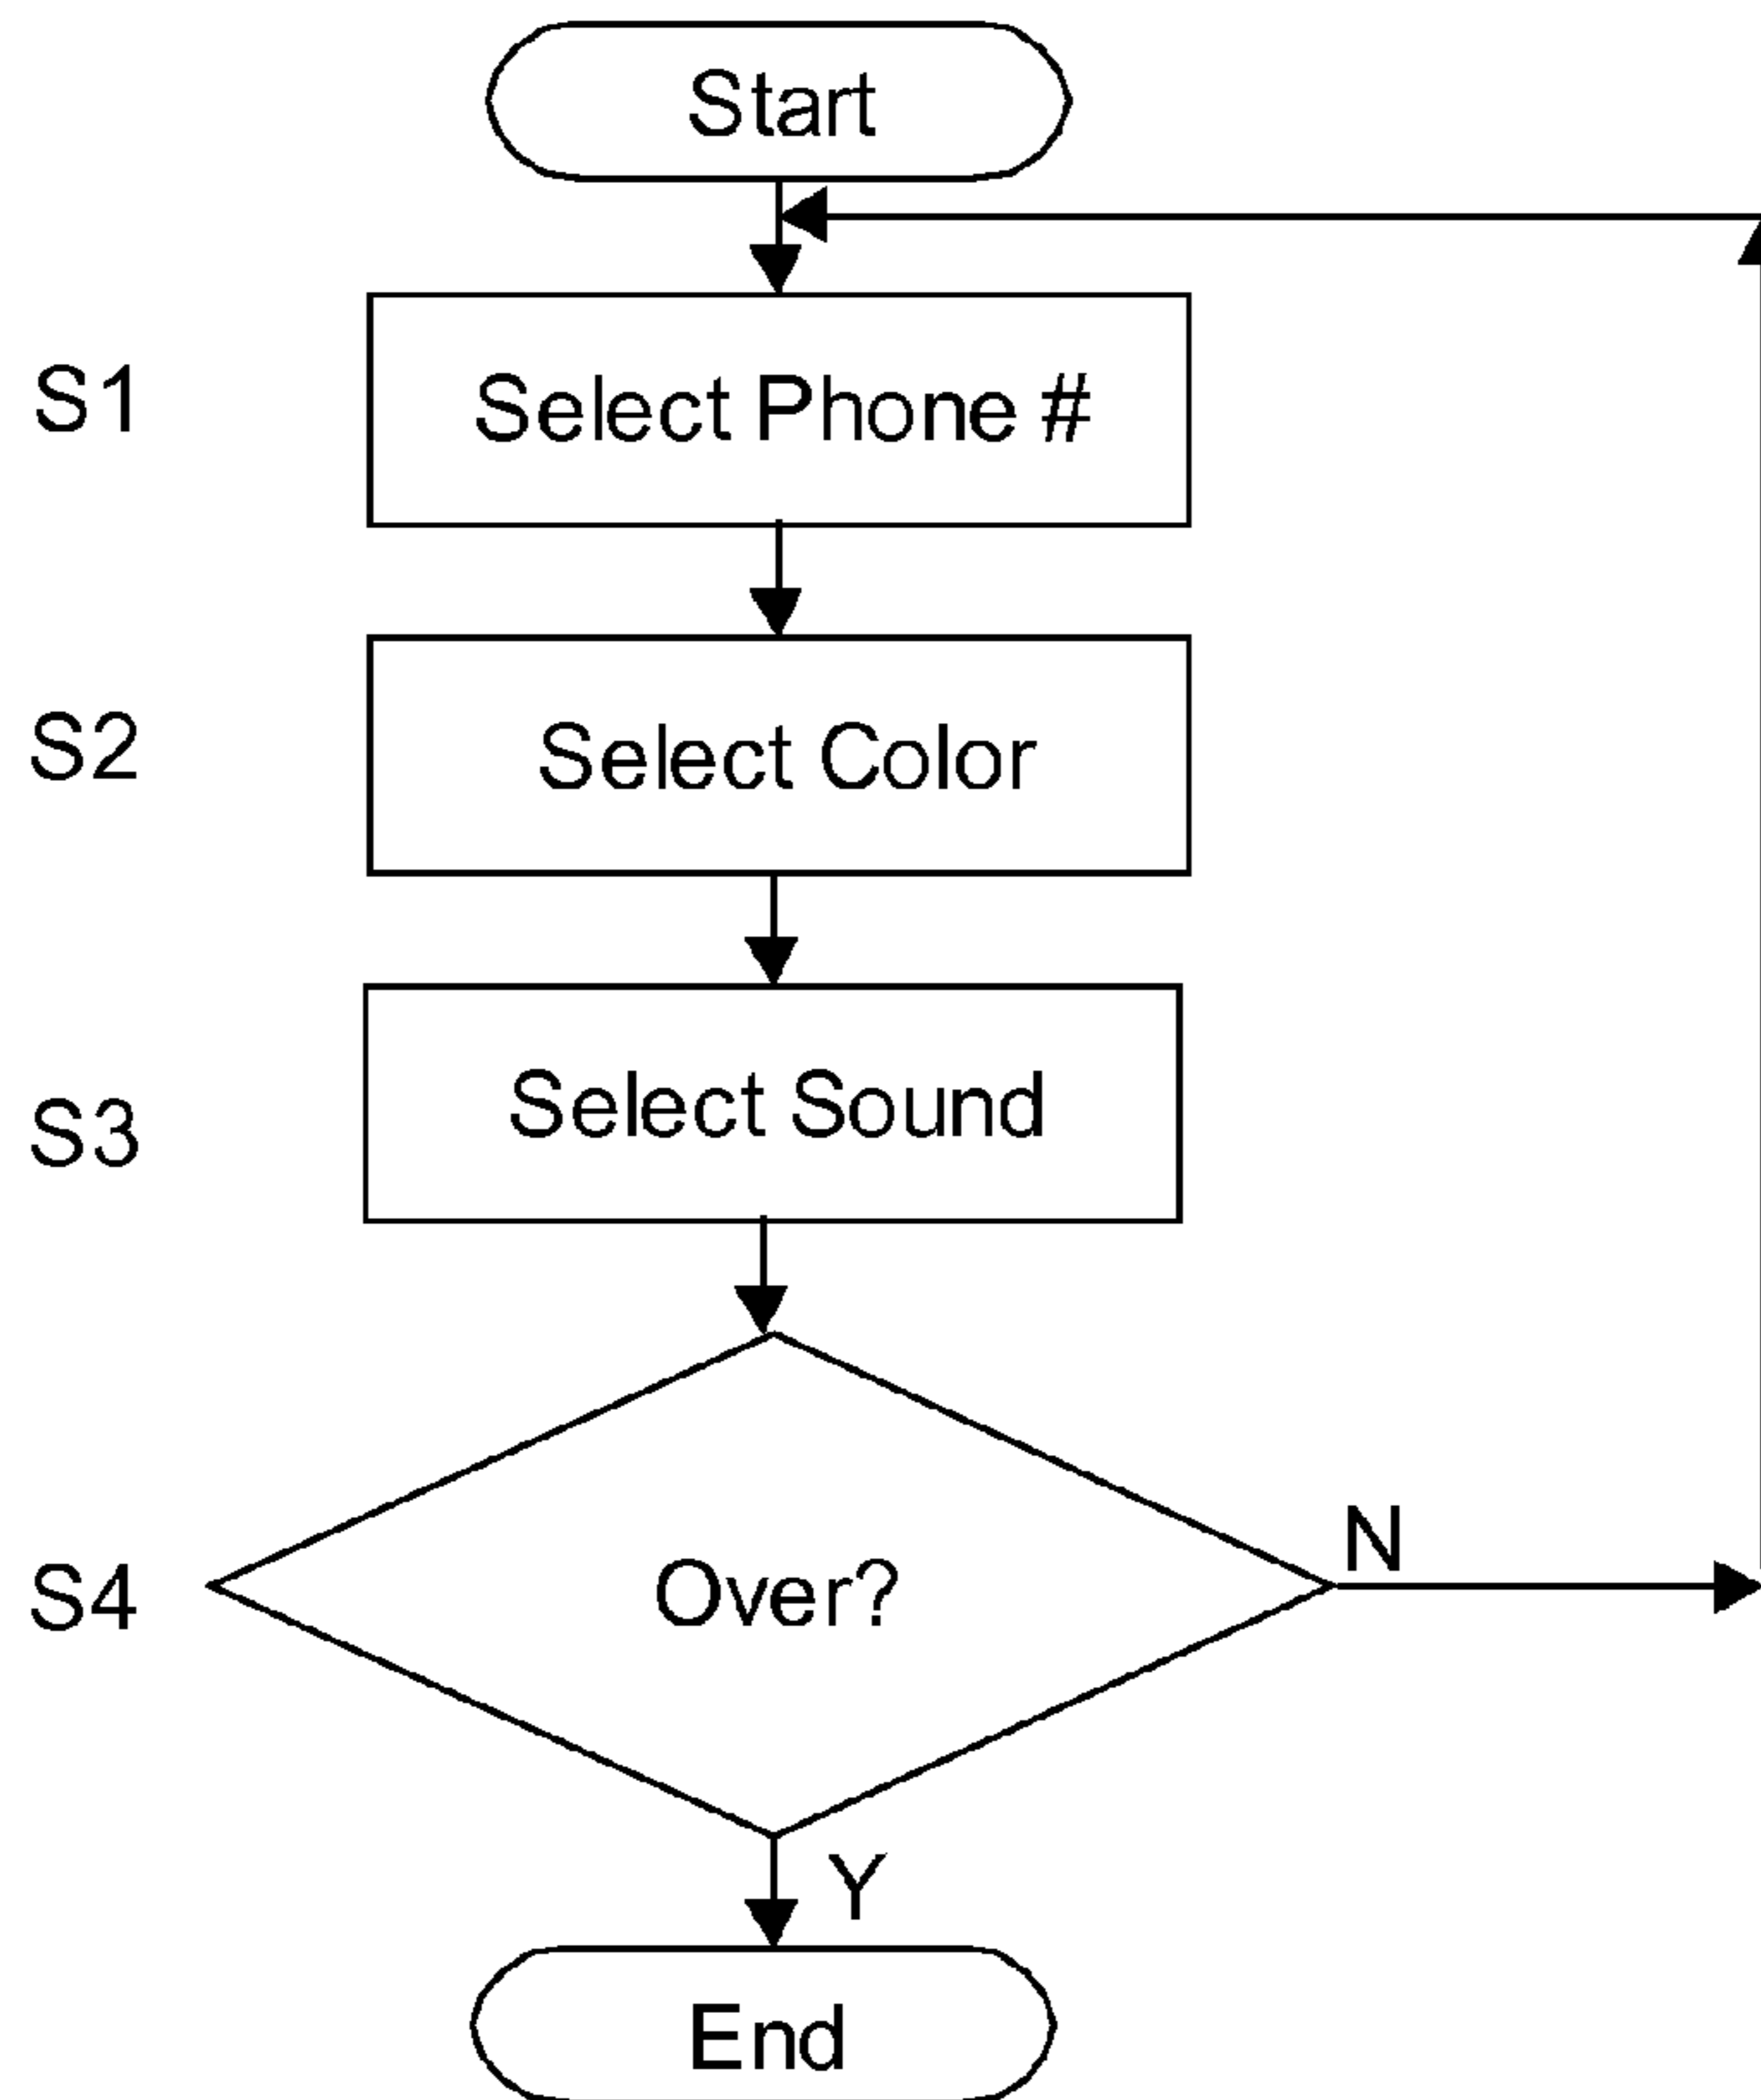 Start
S1
Select Phone #
S2
Select Color
S3
Select Sound
S4
Over?
N
Y
End